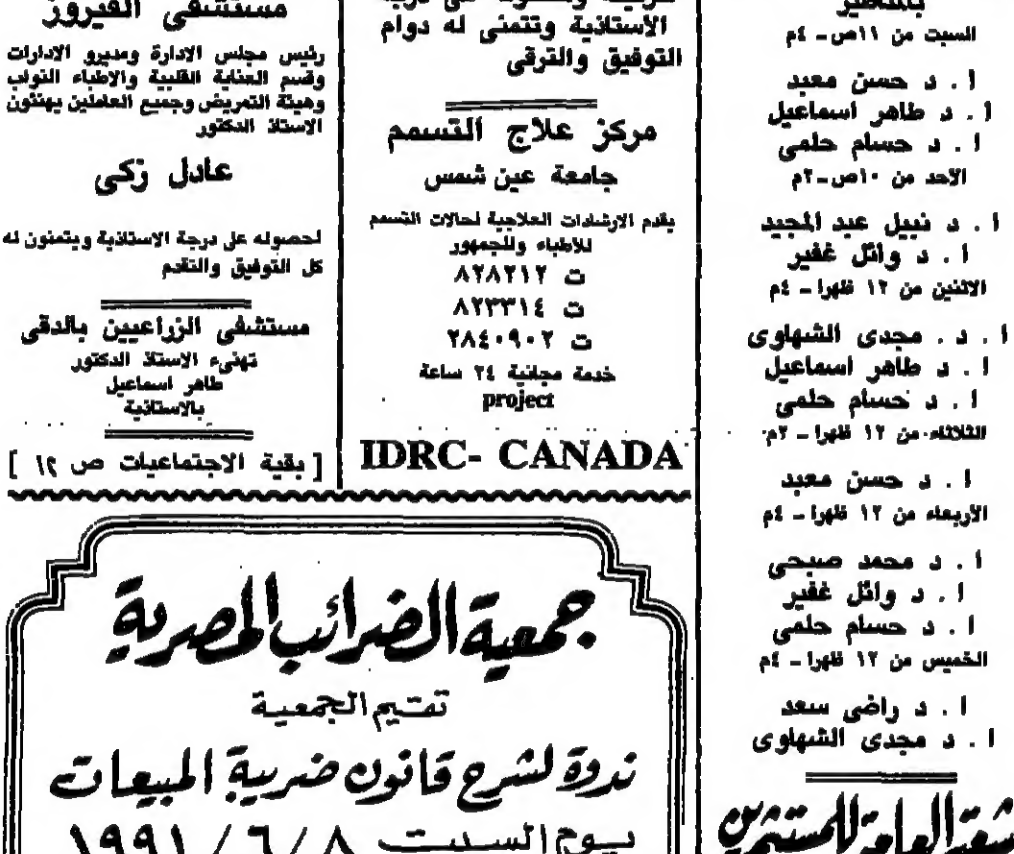 بالمناظير
السبت من ١١ص - ٤م
ا . د حسن معبد
ا . د طاهر اسماعيل
ا . د حسام حلمى
الاحد من ١٠ص - ٢م
ا . د نبيل عبد المجيد
ا . د وائل غفير
الاثنين من ١٢ ظهرا - ٤م
ا . د . مجدى الشهاوى
ا . د طاهر اسماعيل
ا . د حسام حلمى
الثلاثاء من ١٢ ظهرا - ٢م
ا . د حسن معبد
الأربعاء من ١٢ ظهرا - ٤م
ا . د محمد صبحى
ا . د وائل غفير
ا . د حسام حلمى
الخميس من ١٢ ظهرا - ٤م
ا . د راضى سعد
ا . د مجدى الشهاوى
العامة للمستثمرين
الأستاذية وتتمنى له دوام
التوفيق والترقى
مركز علاج التسمم
جامعة عين شمس
يقدم الارشادات العلاجية لحالات التسمم
للاطباء وللجمهور
ت ٨٢٨٢١٢
ت ٨٢٣٣١٤
ت ٢٨٤٠٩٠٢
خدمة مجانية ٢٤ ساعة
project
IDRC- CANADA
مستشفى الفيروز
رئيس مجلس الادارة ومديرو الادارات
وقسم العناية القلبية والاطباء النواب
وهيئة التمريض وجميع العاملين يهنئون
الاستاذ الدكتور
عادل زكى
لحصوله على درجة الاستاذية ويتمنون له
كل التوفيق والتقدم
مستشفى الزراعيين بالدقى
تهنىء الاستاذ الدكتور
طاهر اسماعيل
بالاستاذية
[ بقية الاجتماعيات ص ١٢ ]
جمعية الضرائب المصرية
تقيم الجمعية
ندوة لشرح قانون ضريبة المبيعات
يوم السبت ٨ / ٦ / ١٩٩١